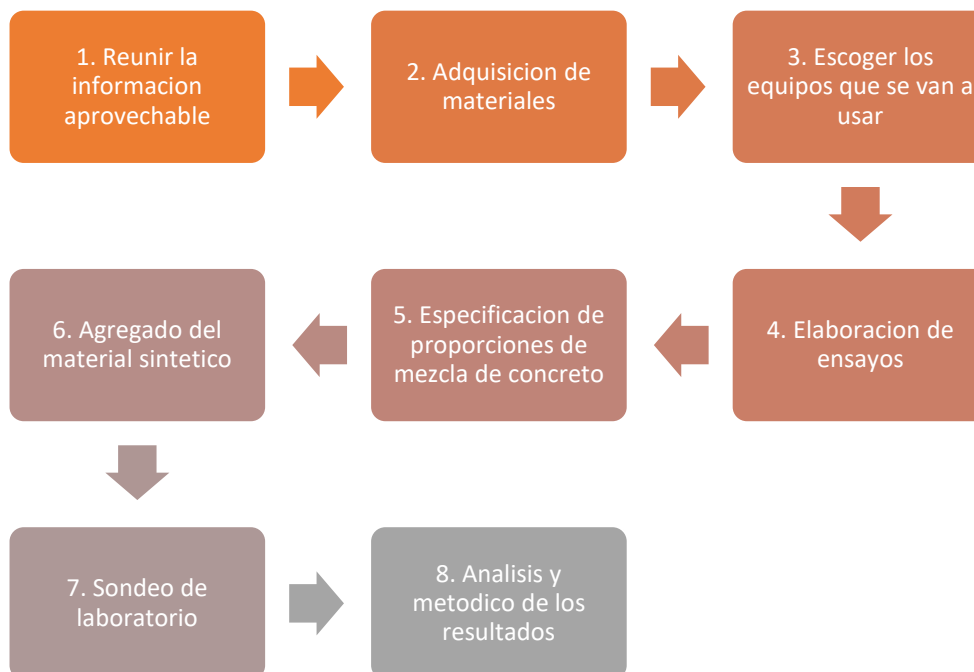 1. Reunir la
informacion
aprovechable
2. Adquisicion de
materiales
3. Escoger los
equipos que se van a
usar
4. Elaboracion de
ensayos
5. Especificacion de
proporciones de
mezcla de concreto
6. Agregado del
material sintetico
7. Sondeo de
laboratorio
8. Analisis y
metodico de los
resultados